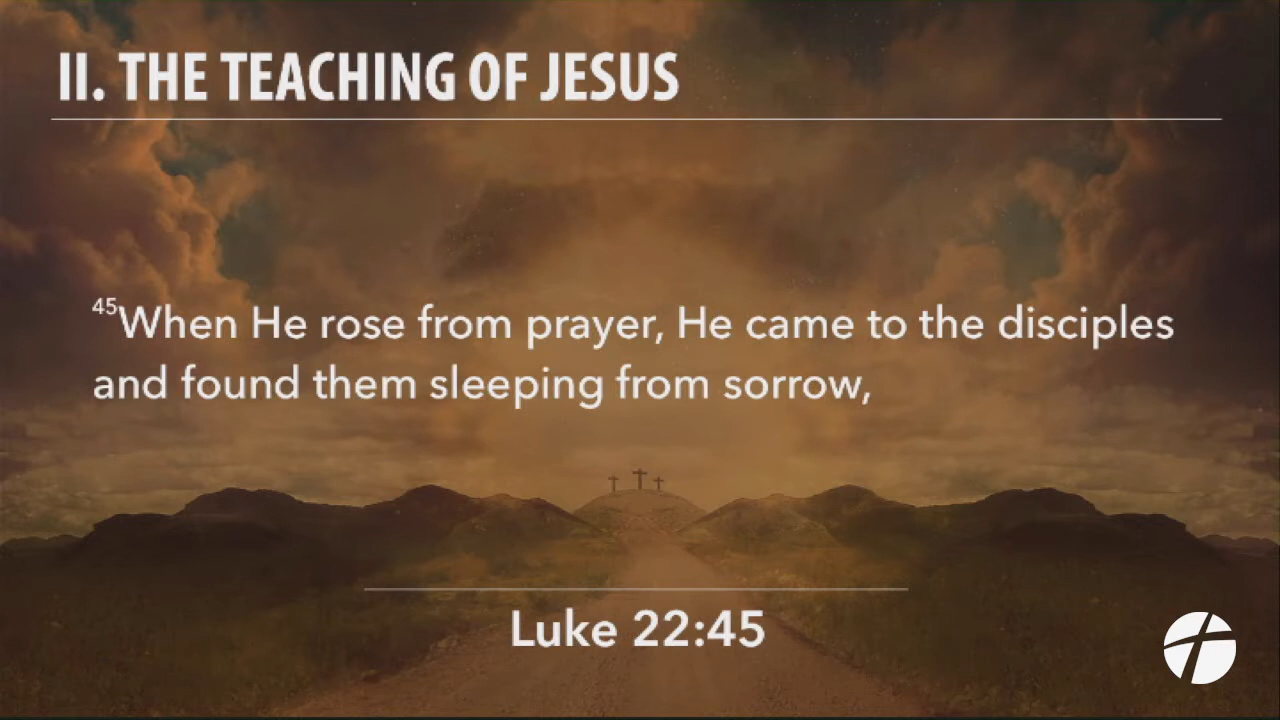 II. THE TEACHING OF JESUS
45When He rose from prayer, He came to the disciples
and found them sleeping from sorrow,
Luke 22:45